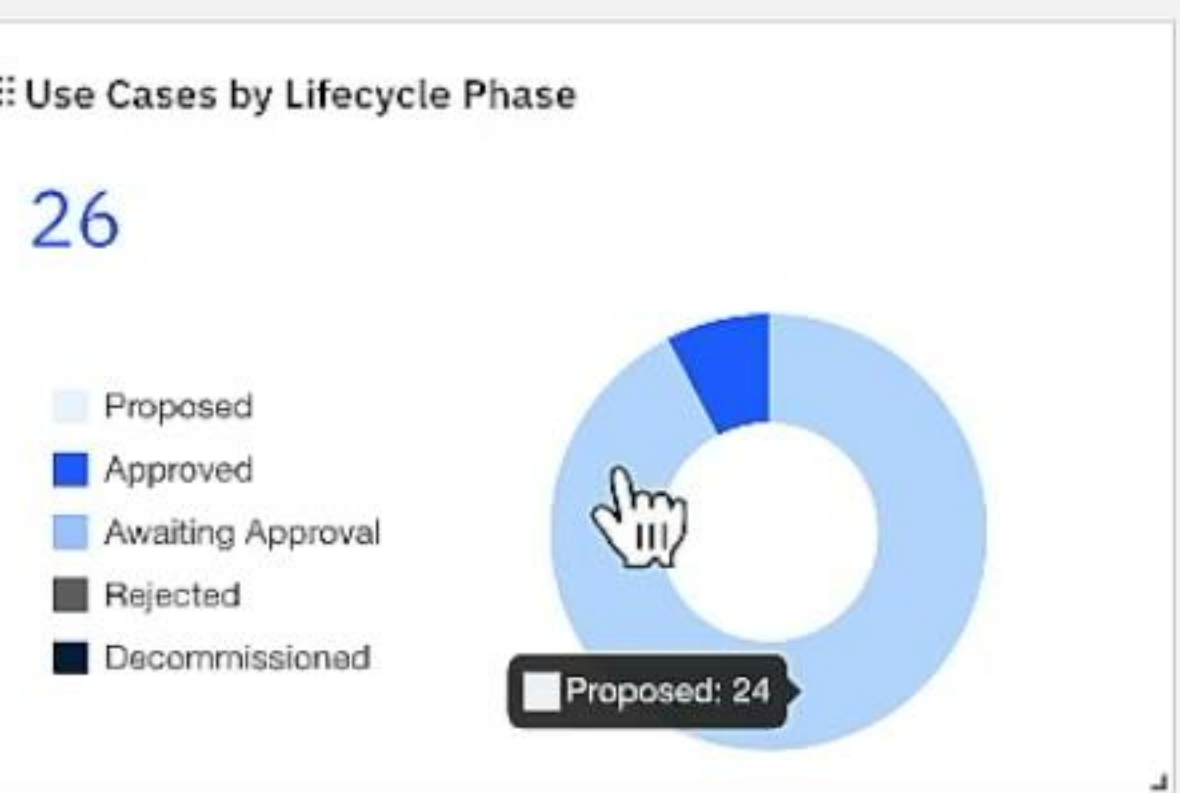 Use Cases by Lifecycle Phase
26
Proposed
Approved
Awaiting Approval
Rejected
Decommissioned
Proposed: 24